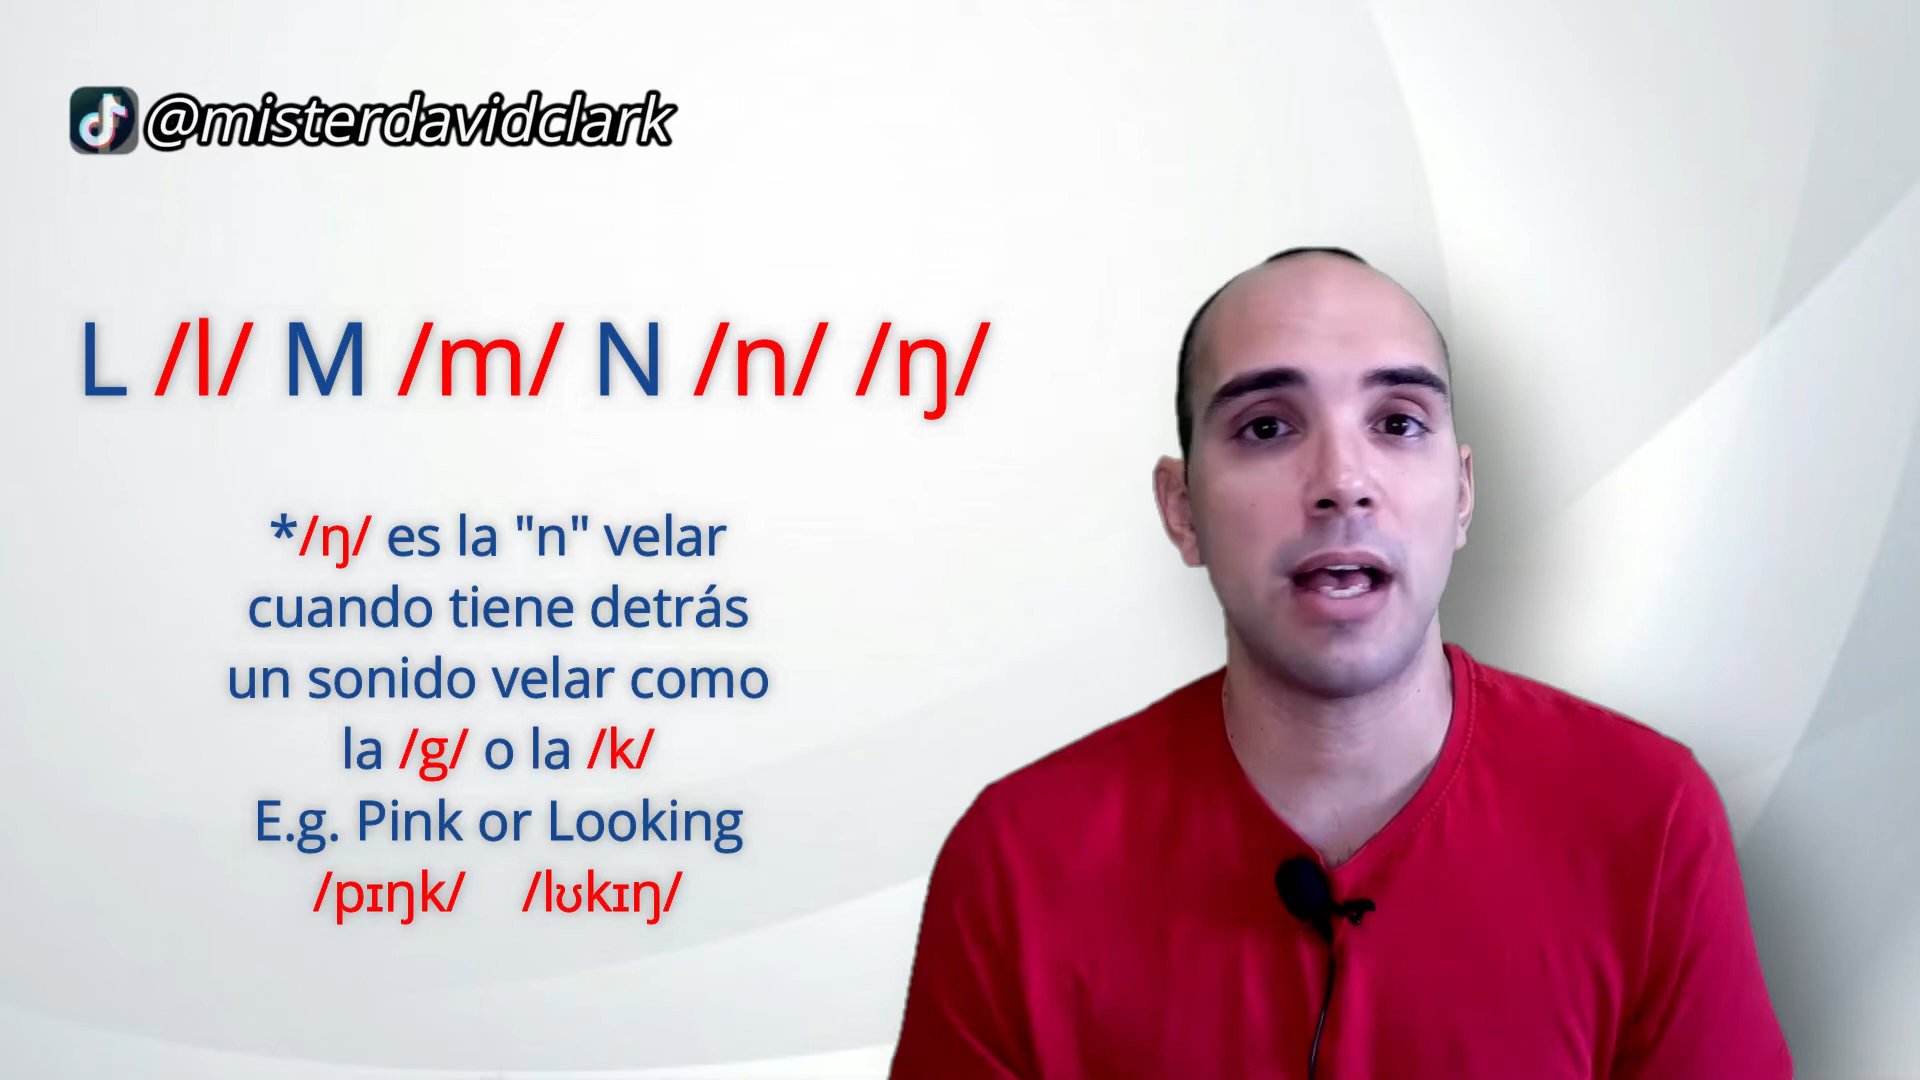 @misterdavidclark
L /l/ M /m/ N /n/ /ŋ/
*/ŋ/ es la "n" velar
cuando tiene detrás
un sonido velar como
la /g/ o la /k/
E.g. Pink or Looking
/pɪŋk/ /lʊkɪŋ/